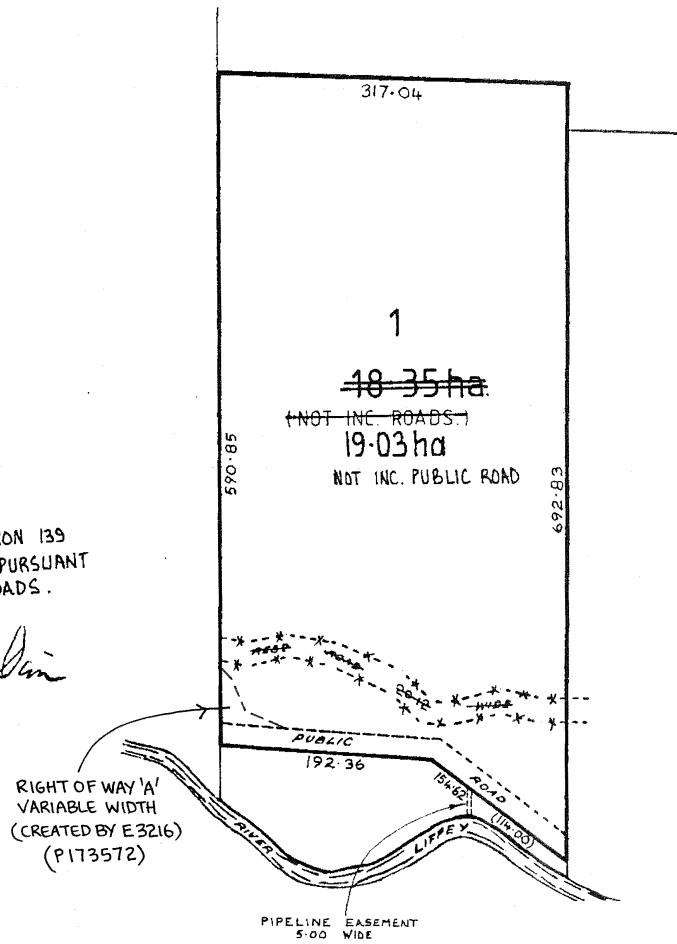 317·04
1
18·35ha.
(NOT INC. ROADS.)
19·03ha
NOT INC. PUBLIC ROAD
590·85
692·83
ON 139
PURSUANT
OADS.
ROAD
PUBLIC
ROAD
192·36
154·62
(114·00)
RIVER
LIFFEY
RIGHT OF WAY 'A'
VARIABLE WIDTH
(CREATED BY E3216)
(P173572)
PIPELINE EASEMENT
5·00 WIDE